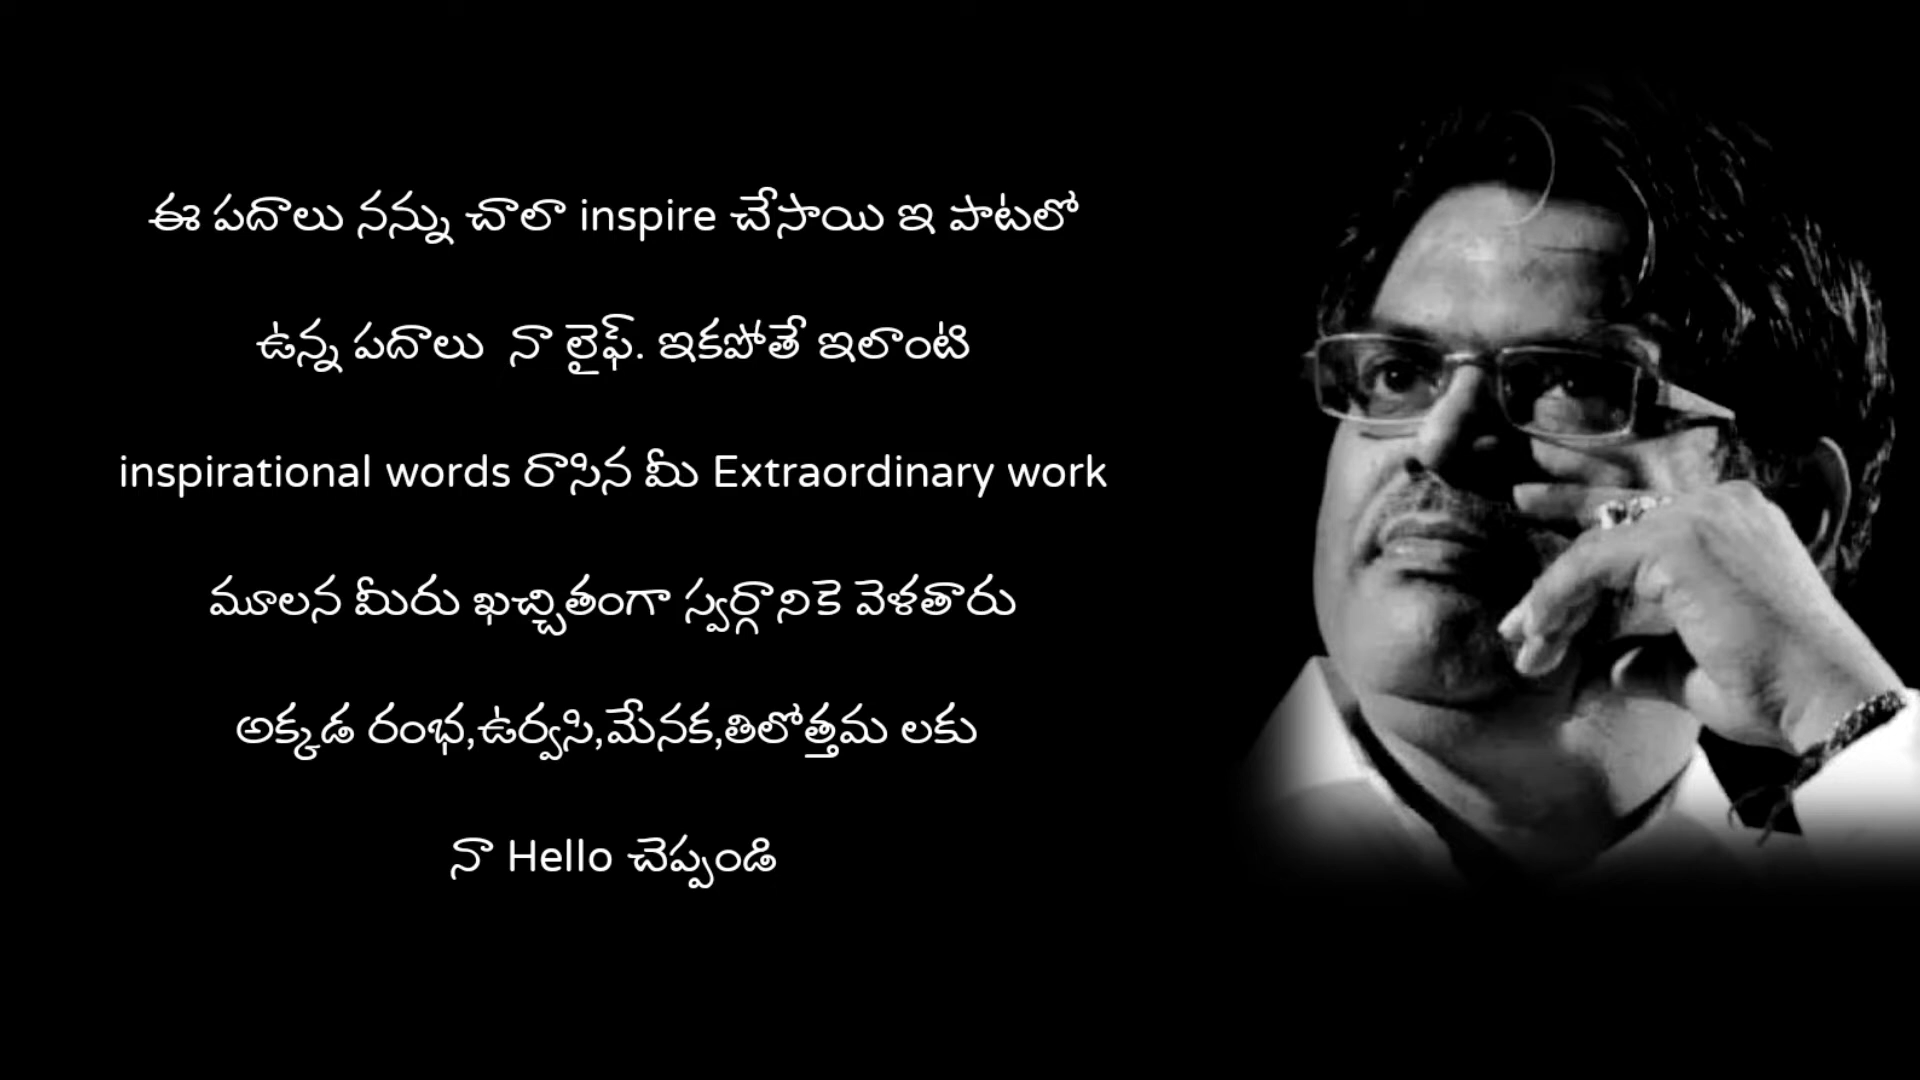 ఈ పదాలు నన్ను చాలా inspire చేసాయి ఇ పాటలో
ఉన్న పదాలు నా లైఫ్. ఇకపోతే ఇలాంటి
inspirational words రాసిన మీ Extraordinary work
మూలన మీరు ఖచ్చితంగా స్వర్గానికె వెళతారు
అక్కడ రంభ,ఉర్వసి,మేనక,తిలోత్తమ లకు
నా Hello చెప్పండి